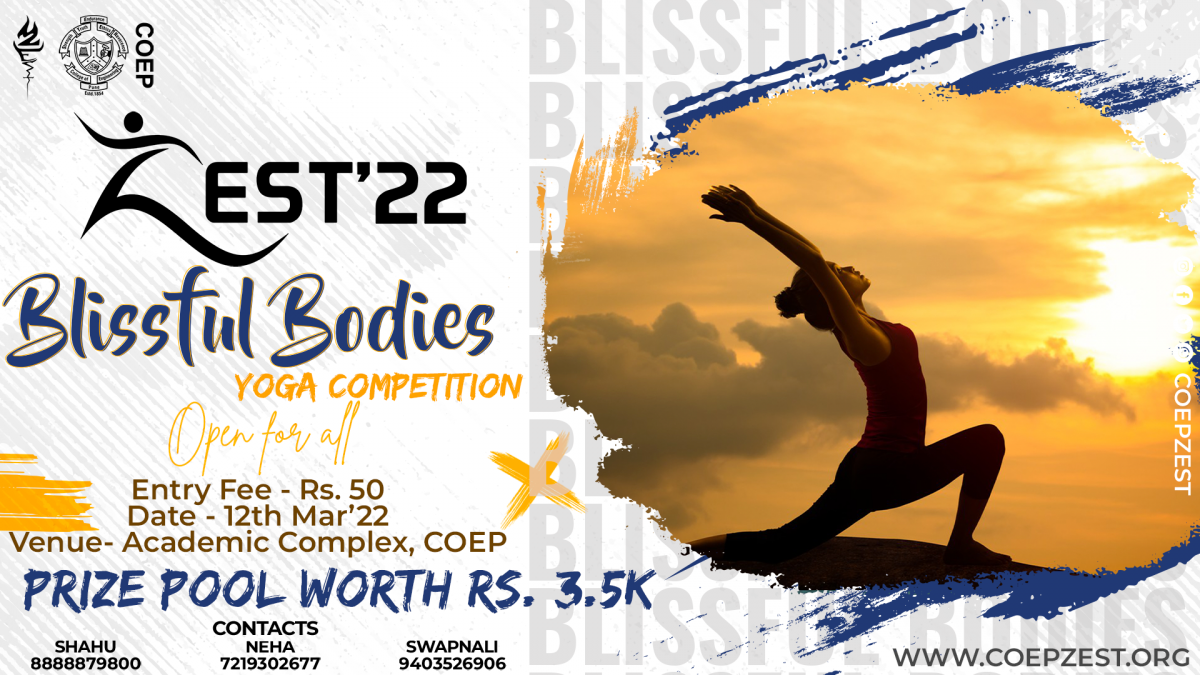 COEP
ZEST'22
Blissful Bodies
YOGA COMPETITION
Open for all
Entry Fee - Rs. 50
Date - 12th Mar'22
Venue- Academic Complex, COEP
PRIZE POOL WORTH RS. 3.5K
CONTACTS
SHAHU
8888879800
NEHA
7219302677
SWAPNALI
9403526906
COEPZEST
WWW.COEPZEST.ORG
BLISSFUL BODIES
BLISSFUL BODIES